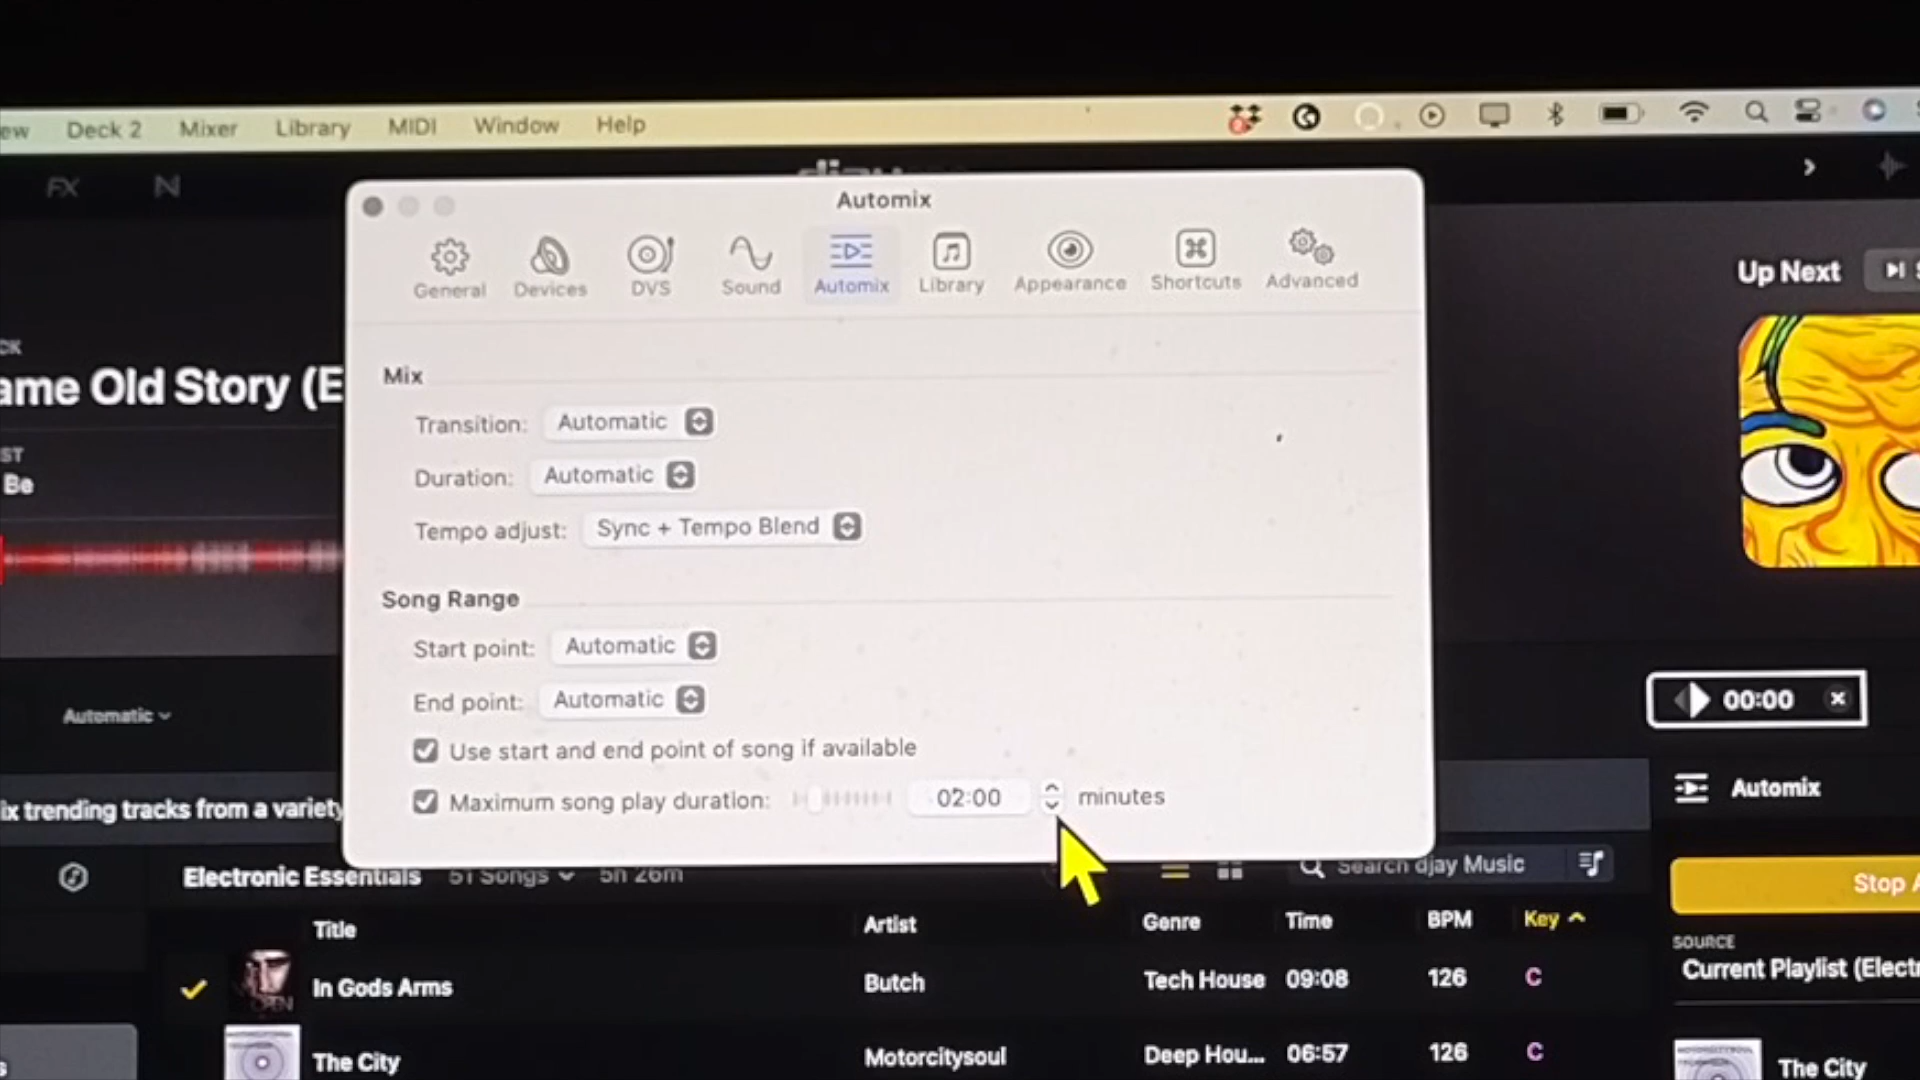 Deck 2 Mixer Library MIDI Window Help
FX
Automix
General Devices DVS Sound Automix Library Appearance Shortcuts Advanced
Up Next
ame Old Story (E
Be
Mix
Transition: Automatic
Duration: Automatic
Tempo adjust: Sync + Tempo Blend
Song Range
Start point: Automatic
End point: Automatic
Use start and end point of song if available
Maximum song play duration: 02:00 minutes
Automatic
00:00
Automix
ix trending tracks from a variety
Electronic Essentials 51 Songs 5h 26m
Search djay Music
Stop A
Title Artist Genre Time BPM Key
In Gods Arms Butch Tech House 09:08 126 C
The City Motorcitysoul Deep Hou... 06:57 126 C
SOURCE
Current Playlist (Elect
The City